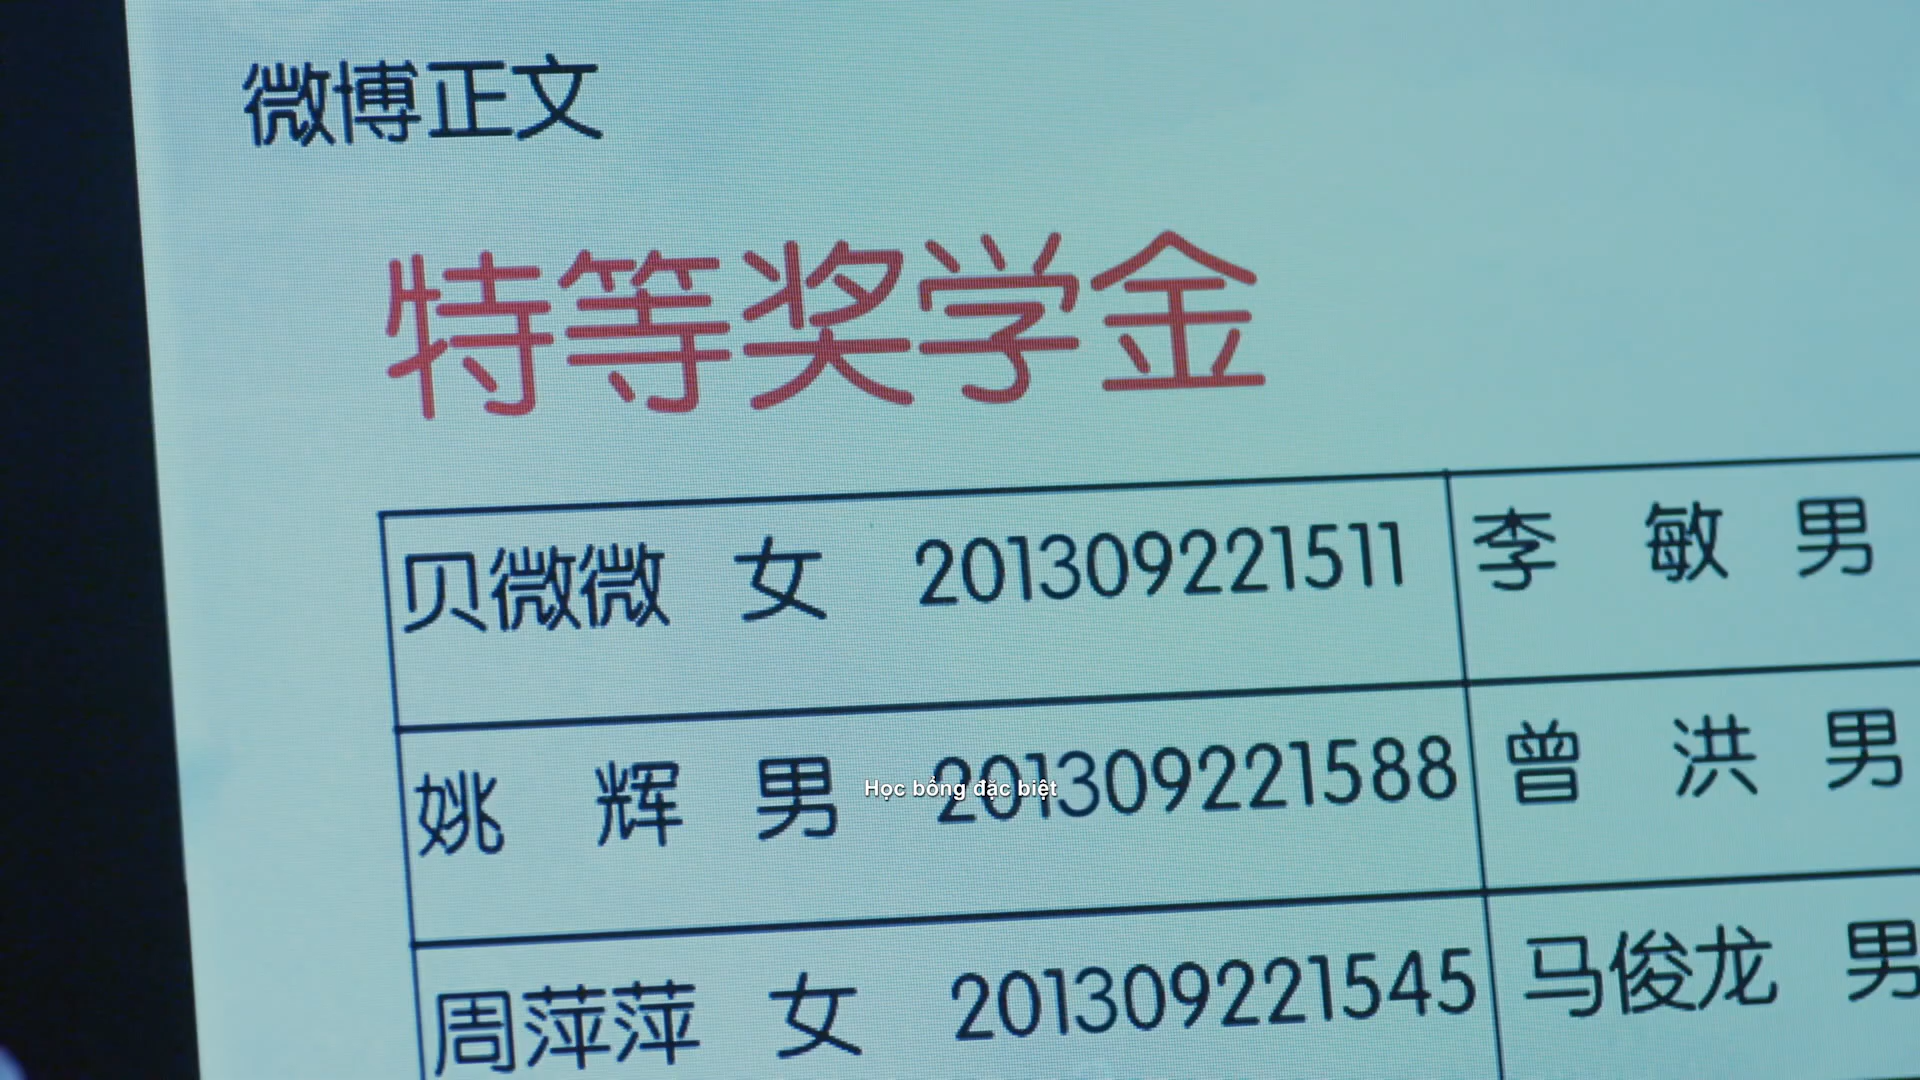 微博正文
特等奖学金
贝微微 女 201309221511 李 敏 男
姚 辉 男 201309221588 曾 洪 男
Học bổng đặc biệt
周萍萍 女 201309221545 马俊龙 男